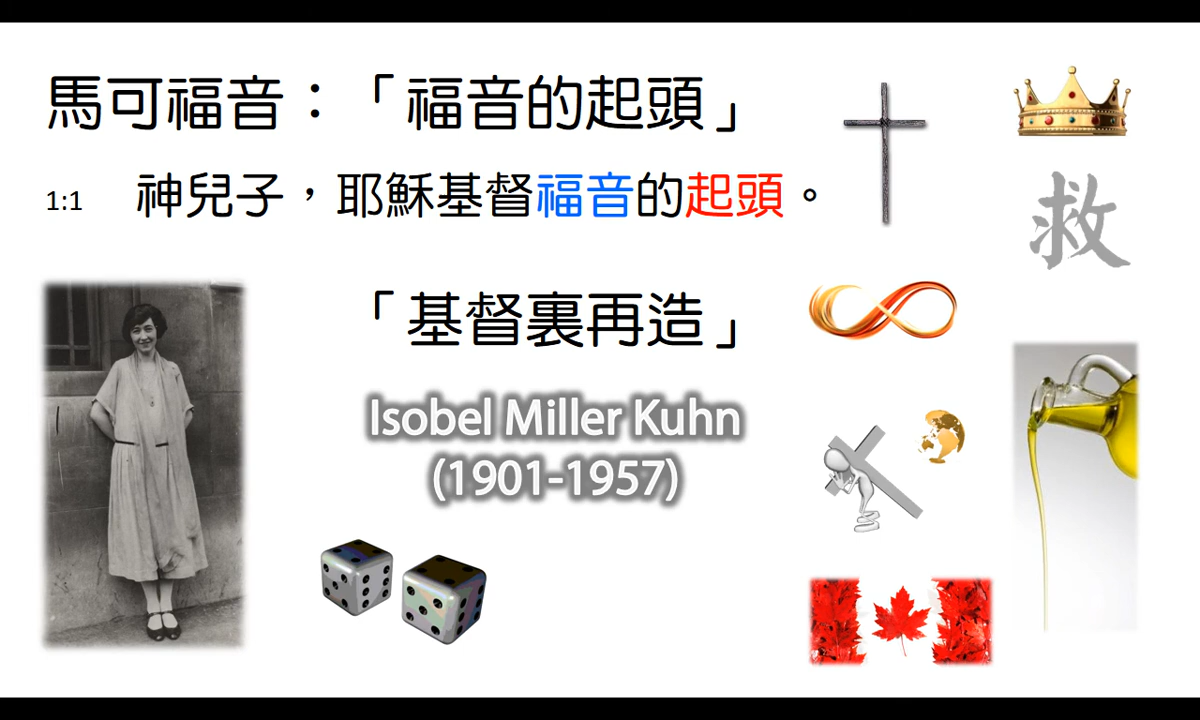 馬可福音：「福音的起頭」
1:1 神兒子，耶穌基督福音的起頭。
救
「基督裏再造」
Isobel Miller Kuhn
(1901-1957)